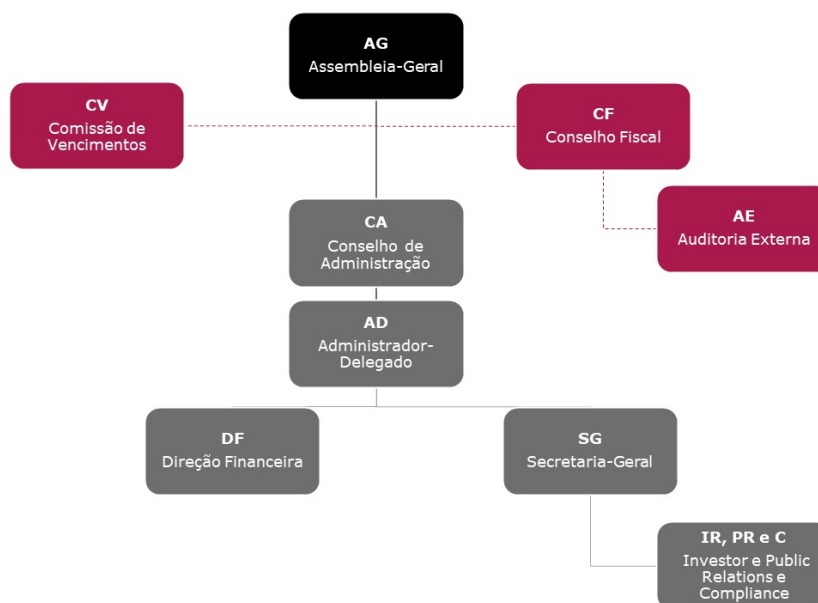 AG
Assembleia-Geral
CV
Comissão de
Vencimentos
CF
Conselho Fiscal
AE
Auditoria Externa
CA
Conselho de
Administração
AD
Administrador-
Delegado
DF
Direção Financeira
SG
Secretaria-Geral
IR, PR e C
Investor e Public
Relations e
Compliance